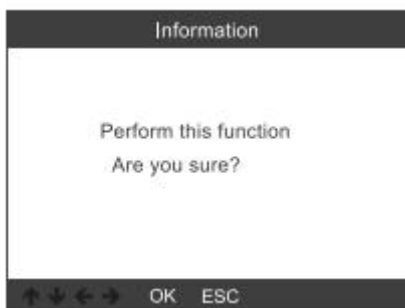 Information
Perform this function
Are you sure?
OK ESC